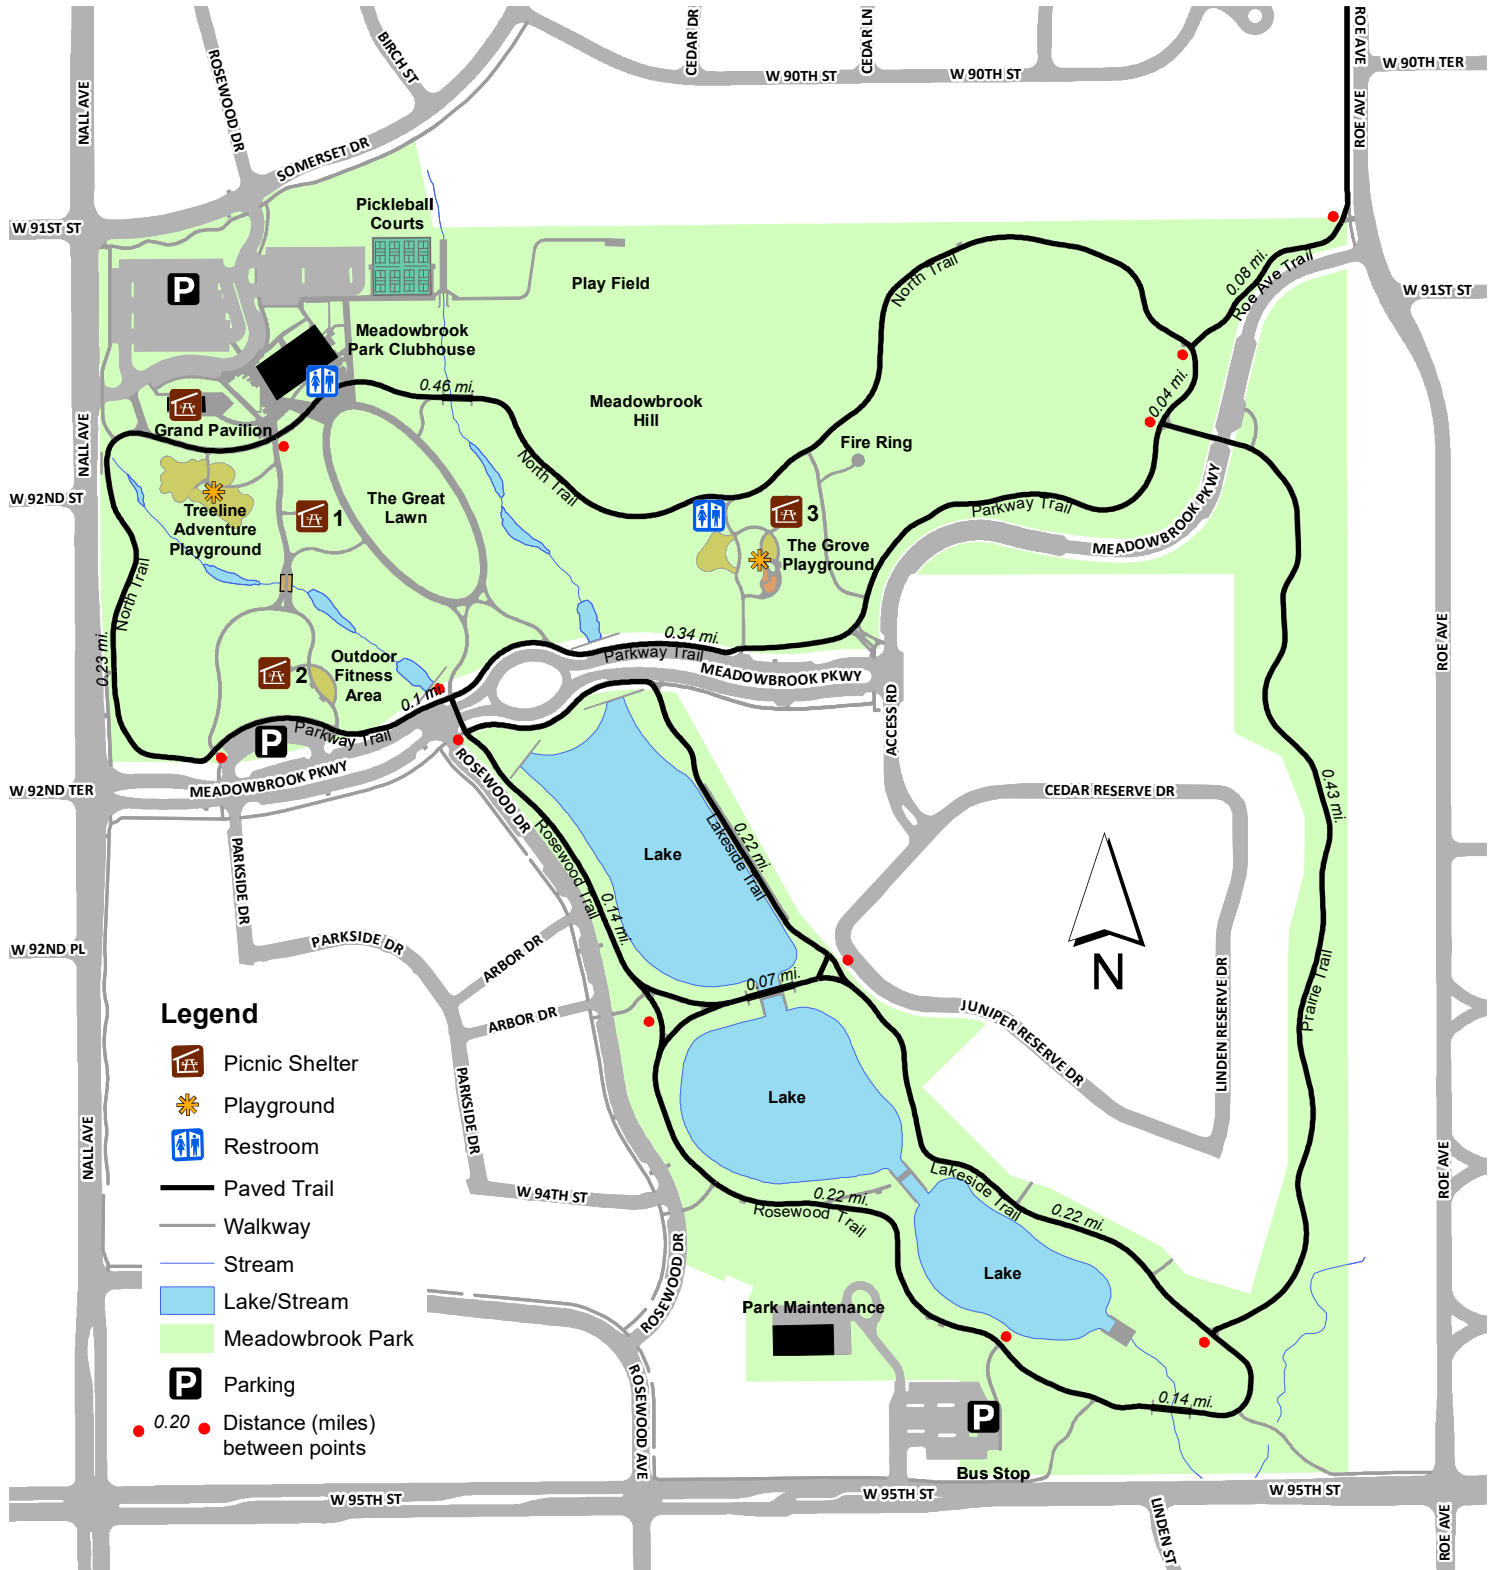 CEDAR DR
CEDAR LN
ROE AVE
BIRCH ST
ROSEWOOD DR
W 90TH ST
W 90TH ST
W 90TH TER
NALL AVE
ROE AVE
ROE AVE
SOMERSET DR
W 91ST ST
Pickleball
Courts
P
Play Field
North Trail
0.08 mi.
Roe Ave Trail
W 91ST ST
Meadowbrook
Park Clubhouse
0.46 mi.
Meadowbrook
Hill
0.04 mi.
Grand Pavilion
NALL AVE
Fire Ring
W 92ND ST
North Trail
The Great
Lawn
1
3
Parkway Trail
MEADOWBROOK PKWY
Treeline
Adventure
Playground
The Grove
Playground
North Trail
0.23 mi.
0.34 mi.
Parkway Trail
MEADOWBROOK PKWY
ROE AVE
2
Outdoor
Fitness
Area
0.1 mi.
ACCESS RD
P
Parkway Trail
MEADOWBROOK PKWY
W 92ND TER
ROSEWOOD DR
CEDAR RESERVE DR
0.43 mi.
Rosewood Trail
Lakeside Trail
0.22 mi.
Lake
PARKSIDE DR
0.14 mi.
W 92ND PL
PARKSIDE DR
ARBOR DR
N
0.07 mi.
LINDEN RESERVE DR
Prairie Trail
ARBOR DR
JUNIPER RESERVE DR
Legend
Picnic Shelter
Playground
Restroom
Paved Trail
Walkway
Stream
Lake/Stream
Meadowbrook Park
P
Parking
0.20
Distance (miles)
between points
PARKSIDE DR
Lake
NALL AVE
W 94TH ST
Lakeside Trail
0.22 mi.
0.22 mi.
Rosewood Trail
ROE AVE
ROSEWOOD DR
Lake
Park Maintenance
ROSEWOOD AVE
0.14 mi.
P
Bus Stop
W 95TH ST
W 95TH ST
W 95TH ST
LINDEN ST
ROE AVE